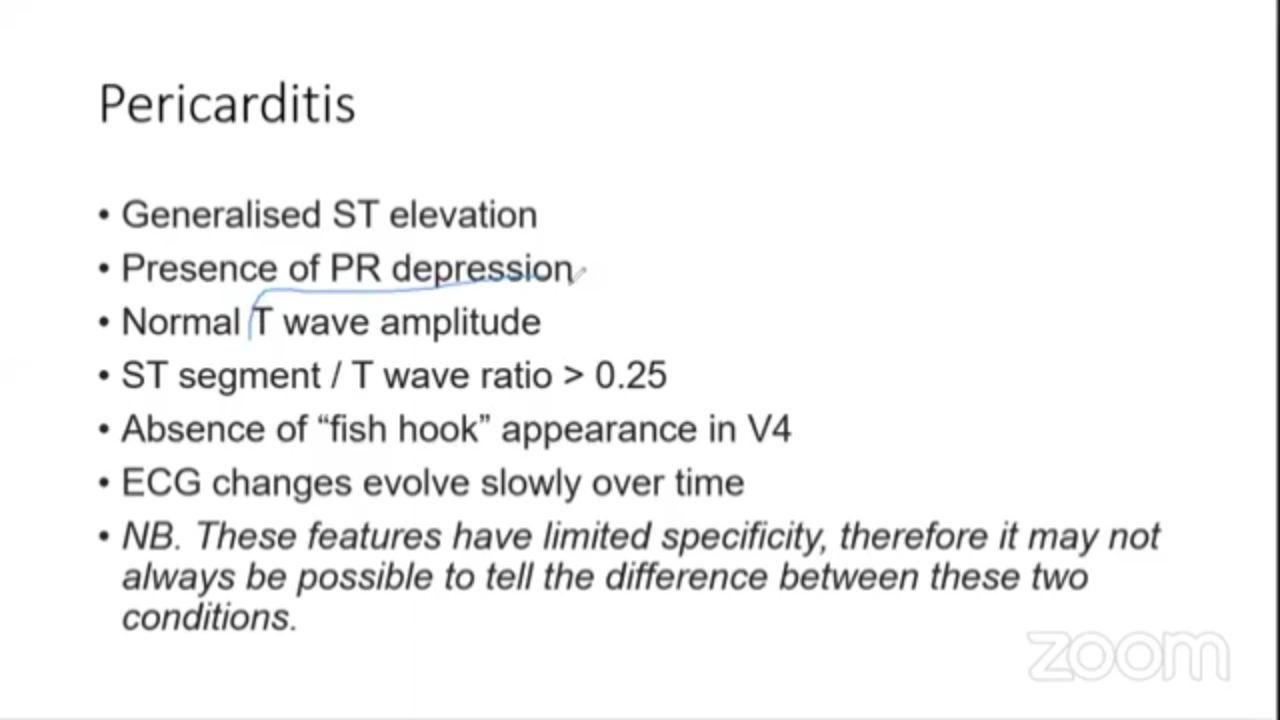 Pericarditis
• Generalised ST elevation
• Presence of PR depression
• Normal T wave amplitude
• ST segment / T wave ratio > 0.25
• Absence of “fish hook” appearance in V4
• ECG changes evolve slowly over time
• NB. These features have limited specificity, therefore it may not
always be possible to tell the difference between these two
conditions.
zoom